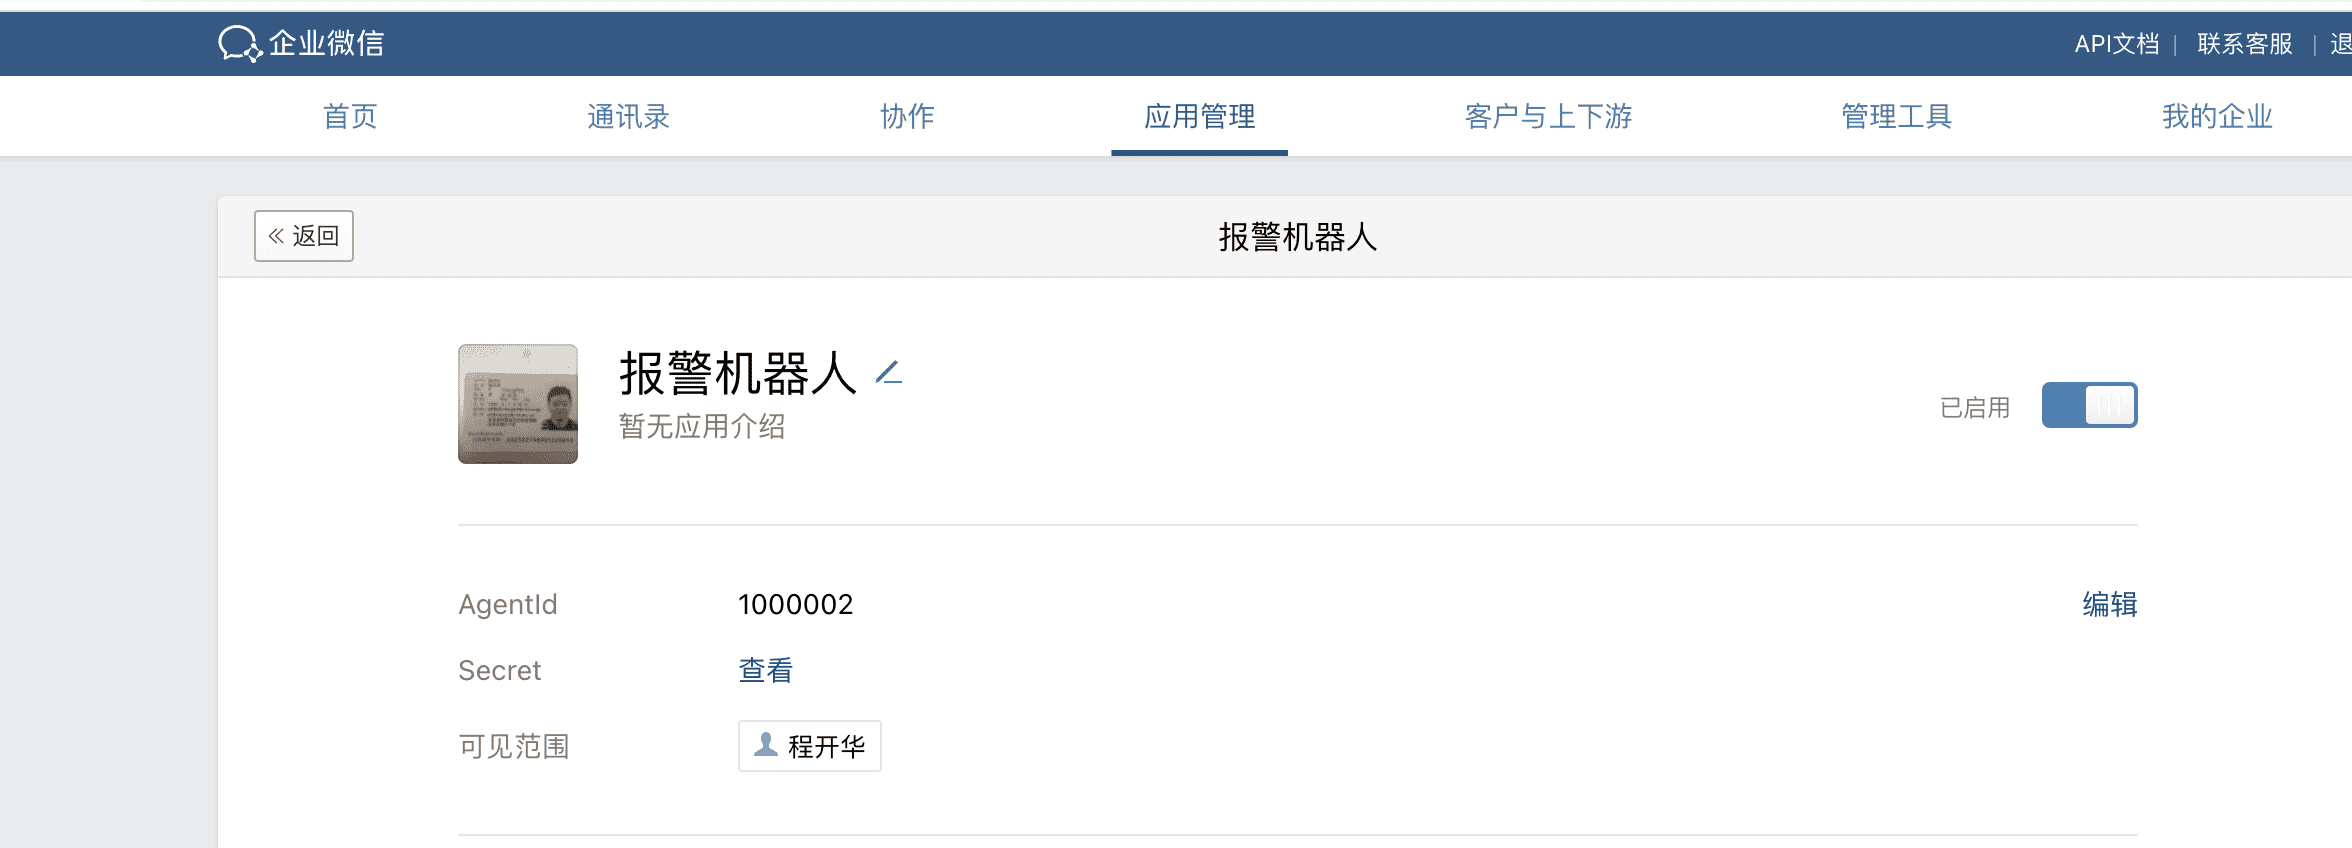 企业微信
API文档 | 联系客服 | 退
首页 通讯录 协作 应用管理 客户与上下游 管理工具 我的企业
« 返回 报警机器人
报警机器人
暂无应用介绍
已启用
AgentId 1000002 编辑
Secret 查看
可见范围 程开华